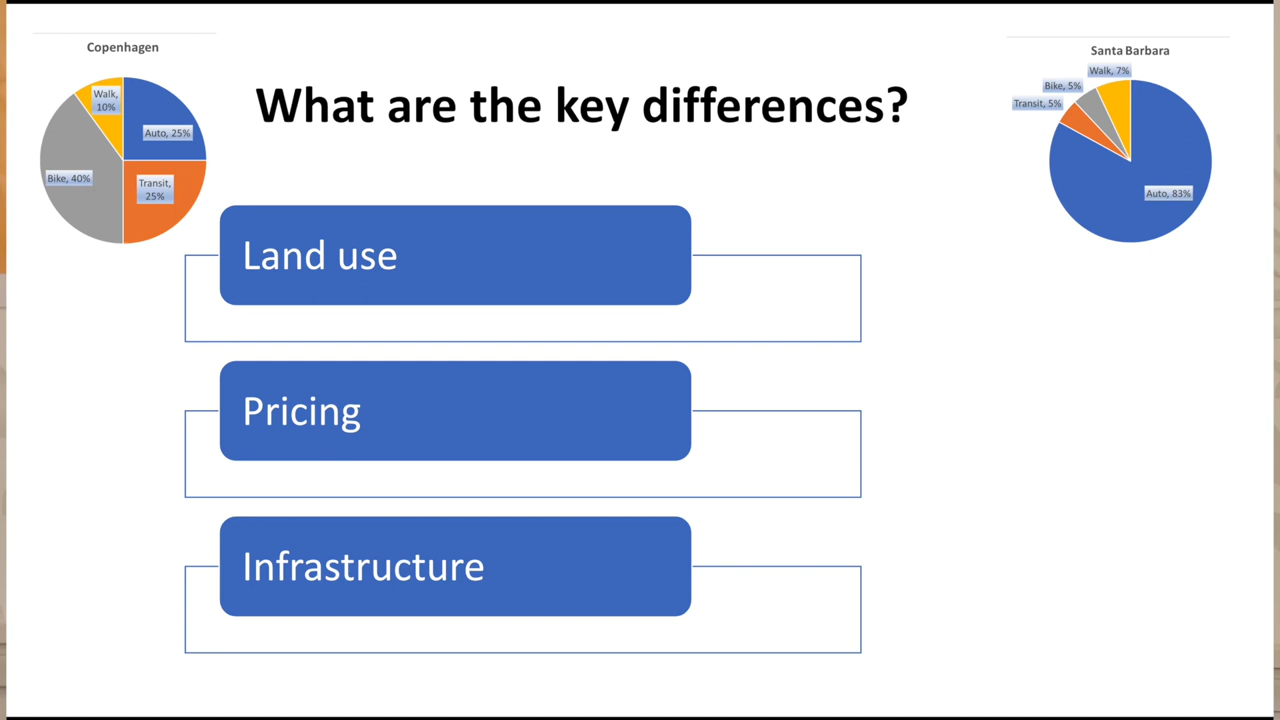 Copenhagen
Walk,
10%
Auto, 25%
Bike, 40%
Transit,
25%
What are the key differences?
Santa Barbara
Walk, 7%
Bike, 5%
Transit, 5%
Auto, 83%
Land use
Pricing
Infrastructure